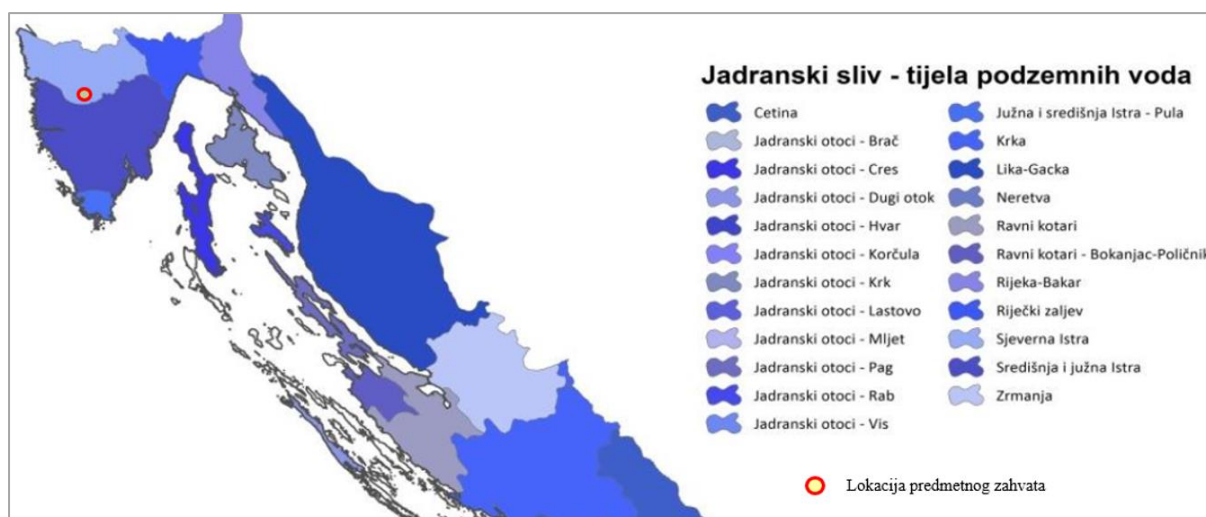 Jadranski sliv - tijela podzemnih voda
Cetina
Jadranski otoci - Brač
Jadranski otoci - Cres
Jadranski otoci - Dugi otok
Jadranski otoci - Hvar
Jadranski otoci - Korčula
Jadranski otoci - Krk
Jadranski otoci - Lastovo
Jadranski otoci - Mljet
Jadranski otoci - Pag
Jadranski otoci - Rab
Jadranski otoci - Vis
Južna i središnja Istra - Pula
Krka
Lika-Gacka
Neretva
Ravni kotari
Ravni kotari - Bokanjac-Poličnik
Rijeka-Bakar
Riječki zaljev
Sjeverna Istra
Središnja i južna Istra
Zrmanja
Lokacija predmetnog zahvata